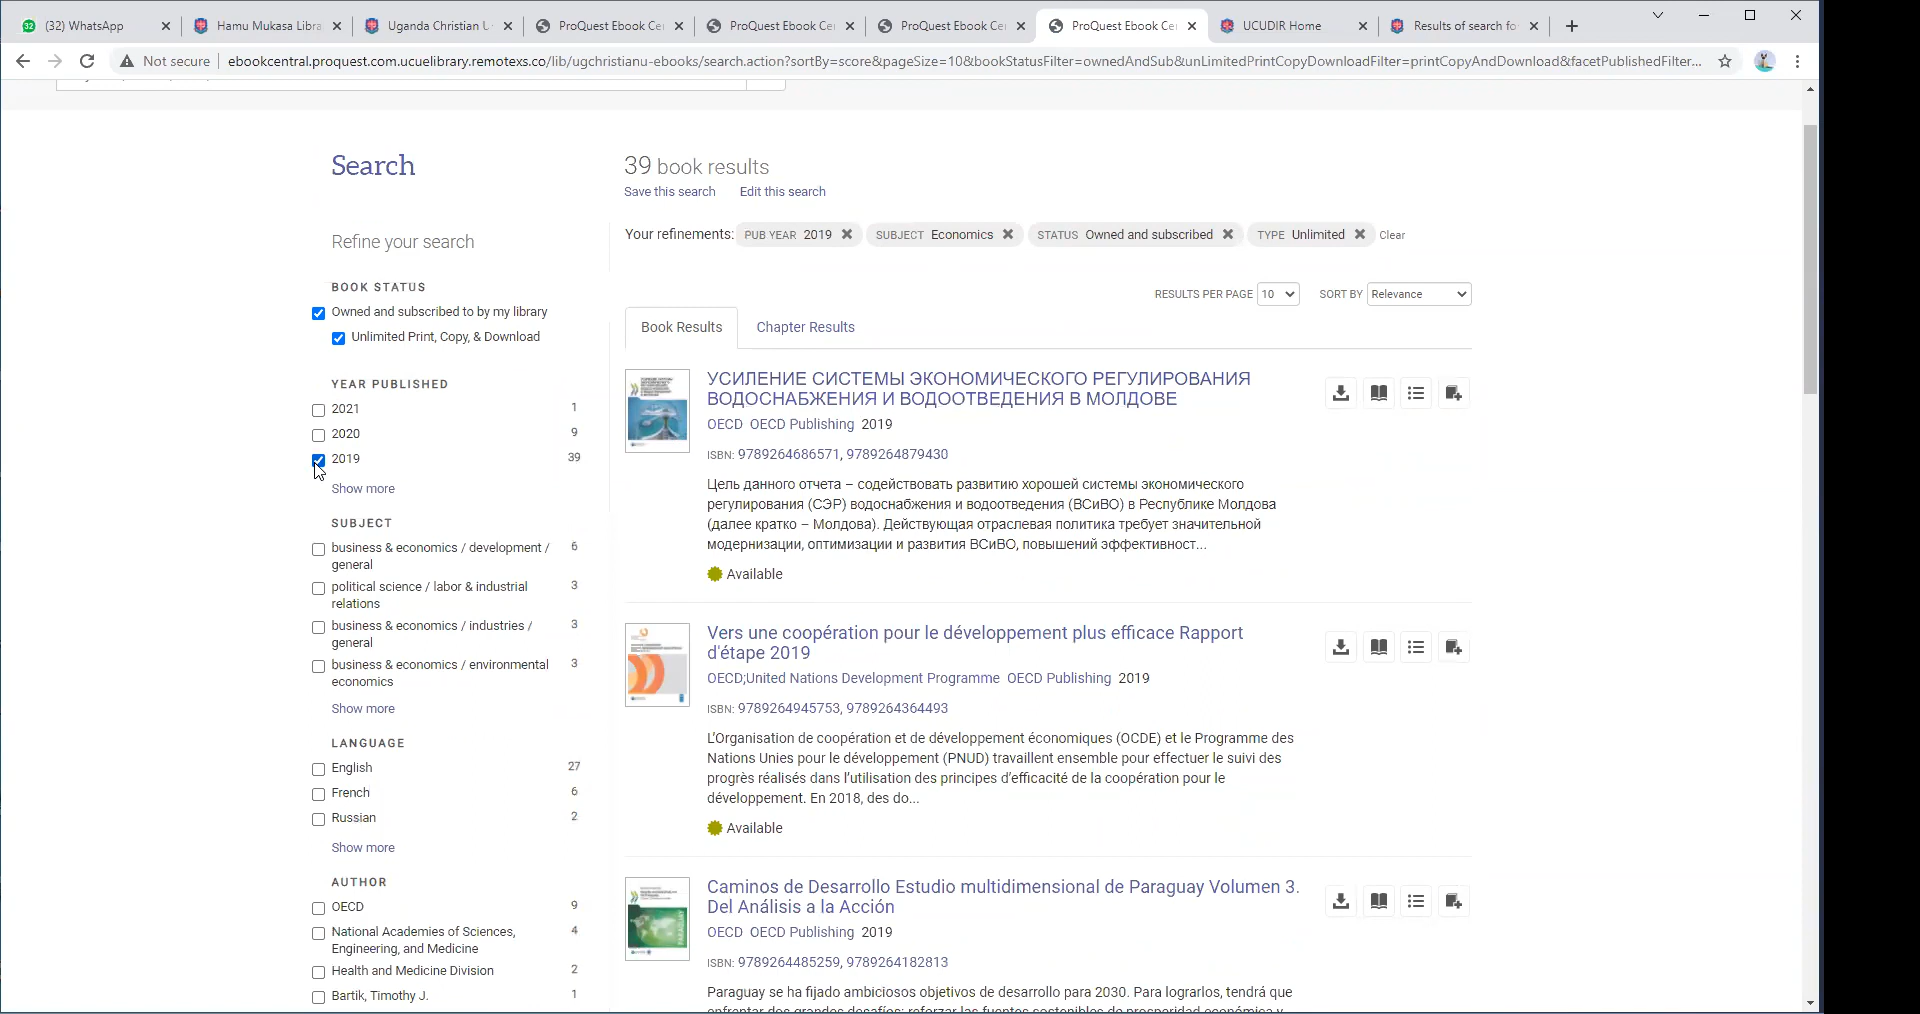 (32) WhatsApp
Hamu Mukasa Libra
Uganda Christian U
ProQuest Ebook Ce
ProQuest Ebook Ce
ProQuest Ebook Ce
ProQuest Ebook Ce
UCUDIR Home
Results of search fo
Not secure
ebookcentral.proquest.com.ucuelibrary.remotexs.co/lib/ugchristianu-ebooks/search.action?sortBy=score&pageSize=10&bookStatusFilter=ownedAndSub&unLimitedPrintCopyDownloadFilter=printCopyAndDownload&facetPublishedFilter...
Search
39 book results
Save this search Edit this search
Refine your search
Your refinements: PUB YEAR 2019 SUBJECT Economics STATUS Owned and subscribed TYPE Unlimited Clear
BOOK STATUS
Owned and subscribed to by my library
Unlimited Print, Copy, & Download
YEAR PUBLISHED
2021 1
2020 9
2019 39
Show more
SUBJECT
business & economics / development / 6
general
political science / labor & industrial 3
relations
business & economics / industries / 3
general
business & economics / environmental 3
economics
Show more
LANGUAGE
English 27
French 6
Russian 2
Show more
AUTHOR
OECD 9
National Academies of Sciences, 4
Engineering, and Medicine
Health and Medicine Division 2
Bartik, Timothy J. 1
RESULTS PER PAGE 10 SORT BY Relevance
Book Results Chapter Results
УСИЛЕНИЕ СИСТЕМЫ ЭКОНОМИЧЕСКОГО РЕГУЛИРОВАНИЯ
ВОДОСНАБЖЕНИЯ И ВОДООТВЕДЕНИЯ В МОЛДОВЕ
OECD OECD Publishing 2019
ISBN: 9789264686571, 9789264879430
Цель данного отчета – содействовать развитию хорошей системы экономического
регулирования (СЭР) водоснабжения и водоотведения (ВСиВО) в Республике Молдова
(далее кратко – Молдова). Действующая отраслевая политика требует значительной
модернизации, оптимизации и развития ВСиВО, повышений эффективност...
Available
Vers une coopération pour le développement plus efficace Rapport
d'étape 2019
OECD;United Nations Development Programme OECD Publishing 2019
ISBN: 9789264945753, 9789264364493
L'Organisation de coopération et de développement économiques (OCDE) et le Programme des
Nations Unies pour le développement (PNUD) travaillent ensemble pour effectuer le suivi des
progrès réalisés dans l'utilisation des principes d'efficacité de la coopération pour le
développement. En 2018, des do...
Available
Caminos de Desarrollo Estudio multidimensional de Paraguay Volumen 3.
Del Análisis a la Acción
OECD OECD Publishing 2019
ISBN: 9789264485259, 9789264182813
Paraguay se ha fijado ambiciosos objetivos de desarrollo para 2030. Para lograrlos, tendrá que